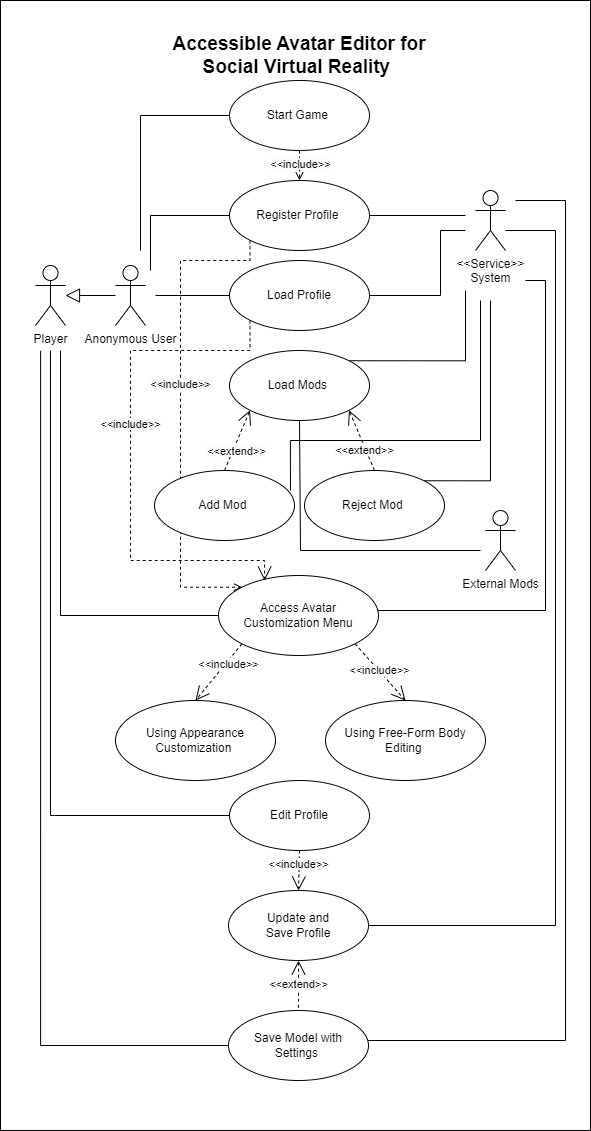 Accessible Avatar Editor for
Social Virtual Reality
Start Game
<<include>>
Register Profile
<<Service>>
System
Load Profile
Player
Anonymous User
<<include>>
Load Mods
<<include>>
<<extend>>
<<extend>>
Add Mod
Reject Mod
External Mods
Access Avatar
Customization Menu
<<include>>
<<include>>
Using Appearance
Customization
Using Free-Form Body
Editing
Edit Profile
<<include>>
Update and
Save Profile
<<extend>>
Save Model with
Settings